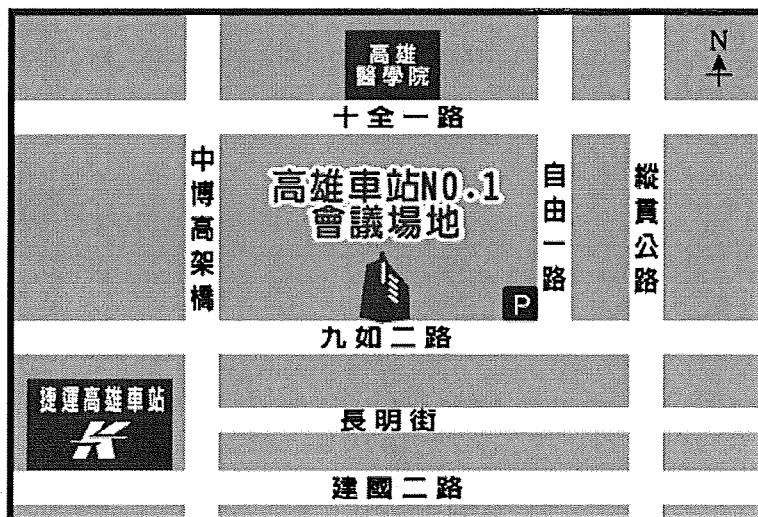 高雄
醫學院
N
十全一路
中博高架橋
高雄車站NO.1
會議場地
自由一路
縱貫公路
P
九如二路
捷運高雄車站
長明街
建國二路